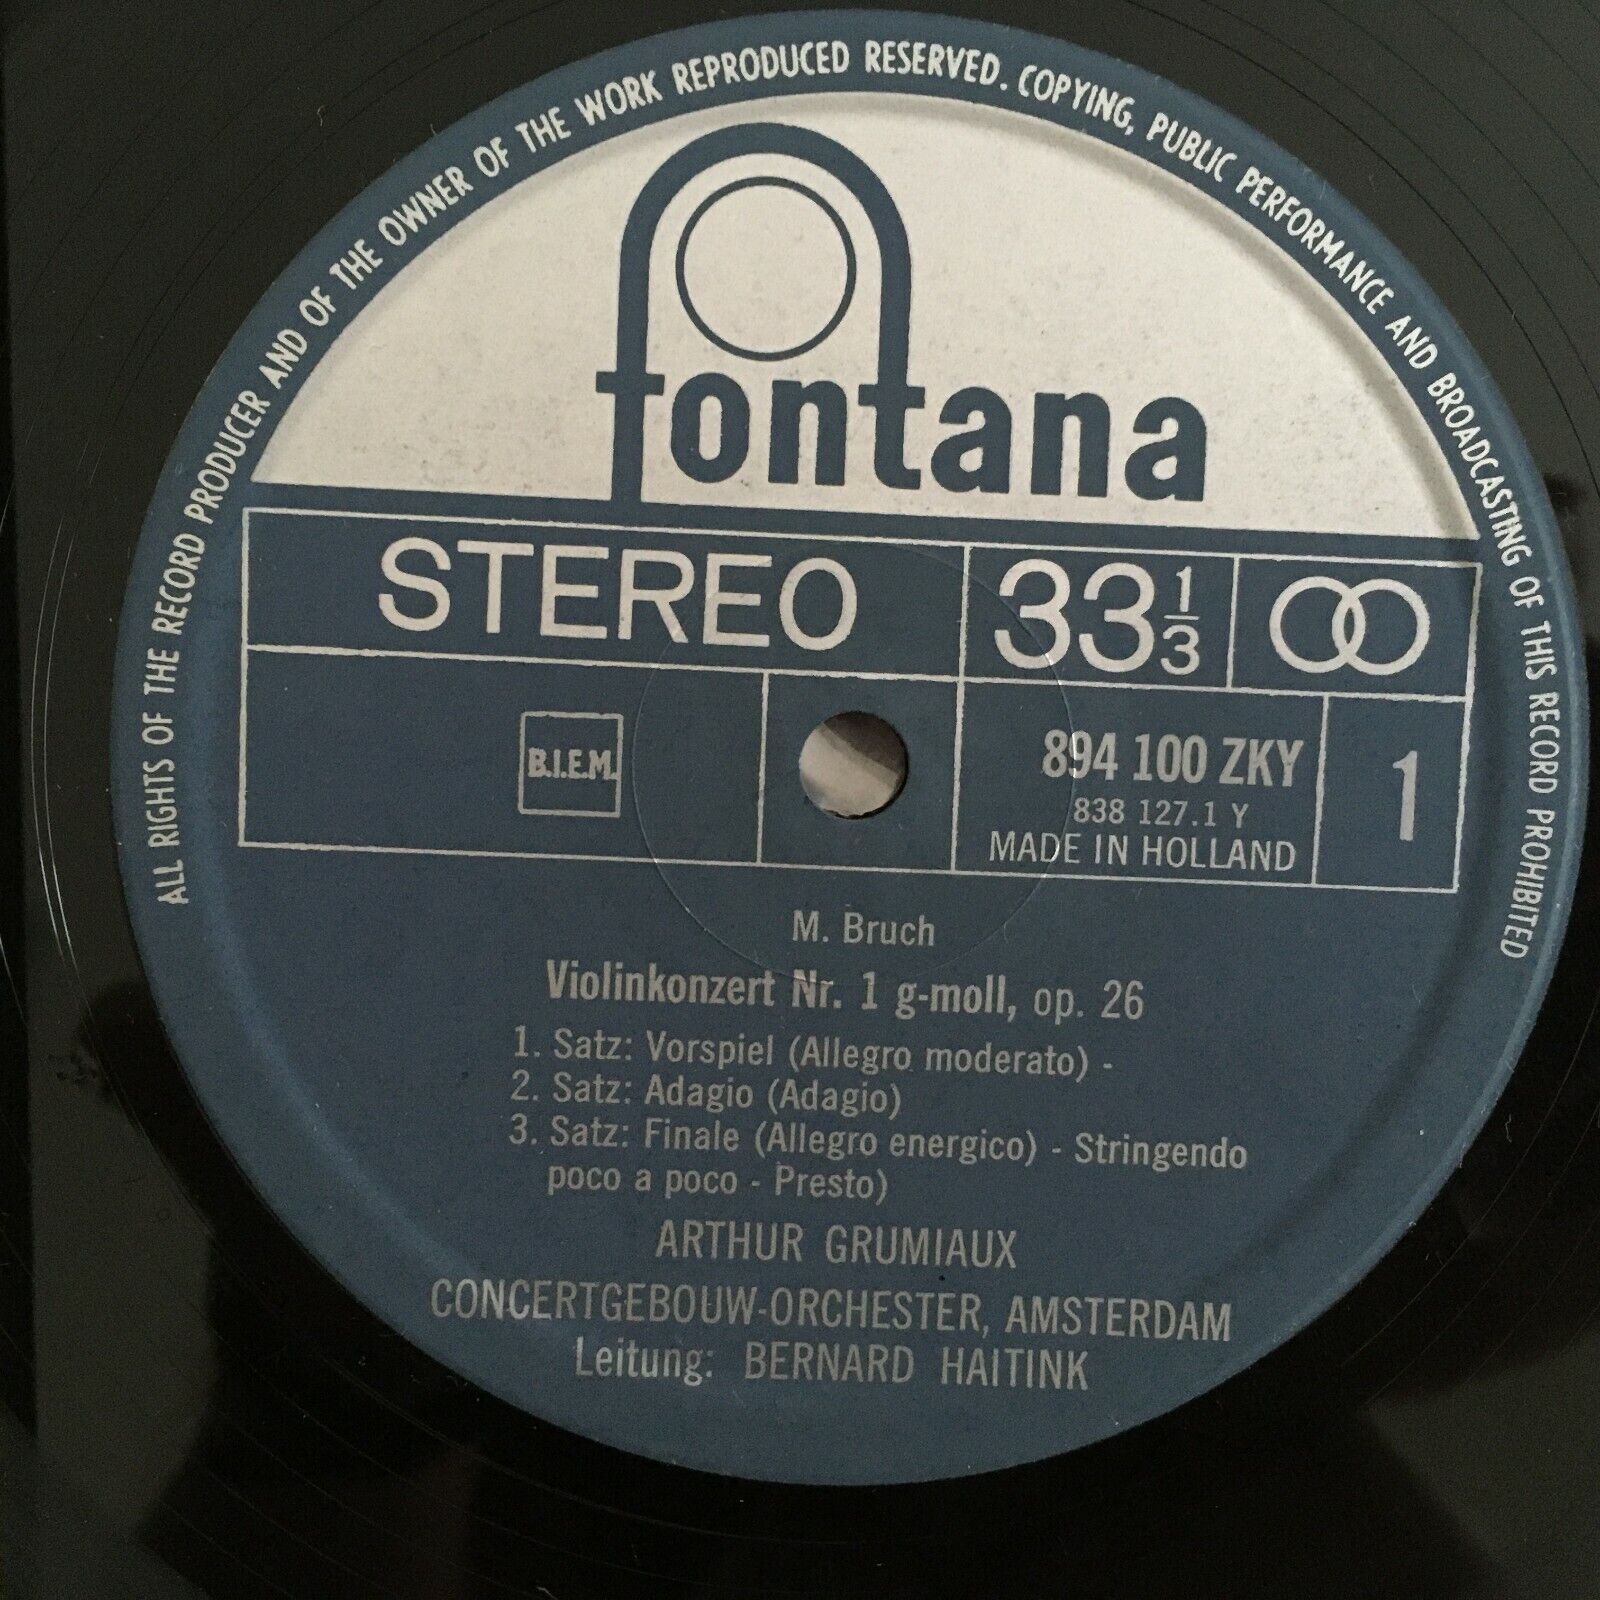 ALL RIGHTS OF THE RECORD PRODUCER AND OF THE OWNER OF THE WORK REPRODUCED RESERVED. COPYING, PUBLIC PERFORMANCE AND BROADCASTING OF THIS RECORD PROHIBITED
fontana
STEREO 33 1/3
B.I.E.M. 894 100 ZKY 1
838 127.1 Y
MADE IN HOLLAND
M. Bruch
Violinkonzert Nr. 1 g-moll, op. 26
1. Satz: Vorspiel (Allegro moderato) -
2. Satz: Adagio (Adagio)
3. Satz: Finale (Allegro energico) - Stringendo
poco a poco - Presto)
ARTHUR GRUMIAUX
CONCERTGEBOUW-ORCHESTER, AMSTERDAM
Leitung: BERNARD HAITINK